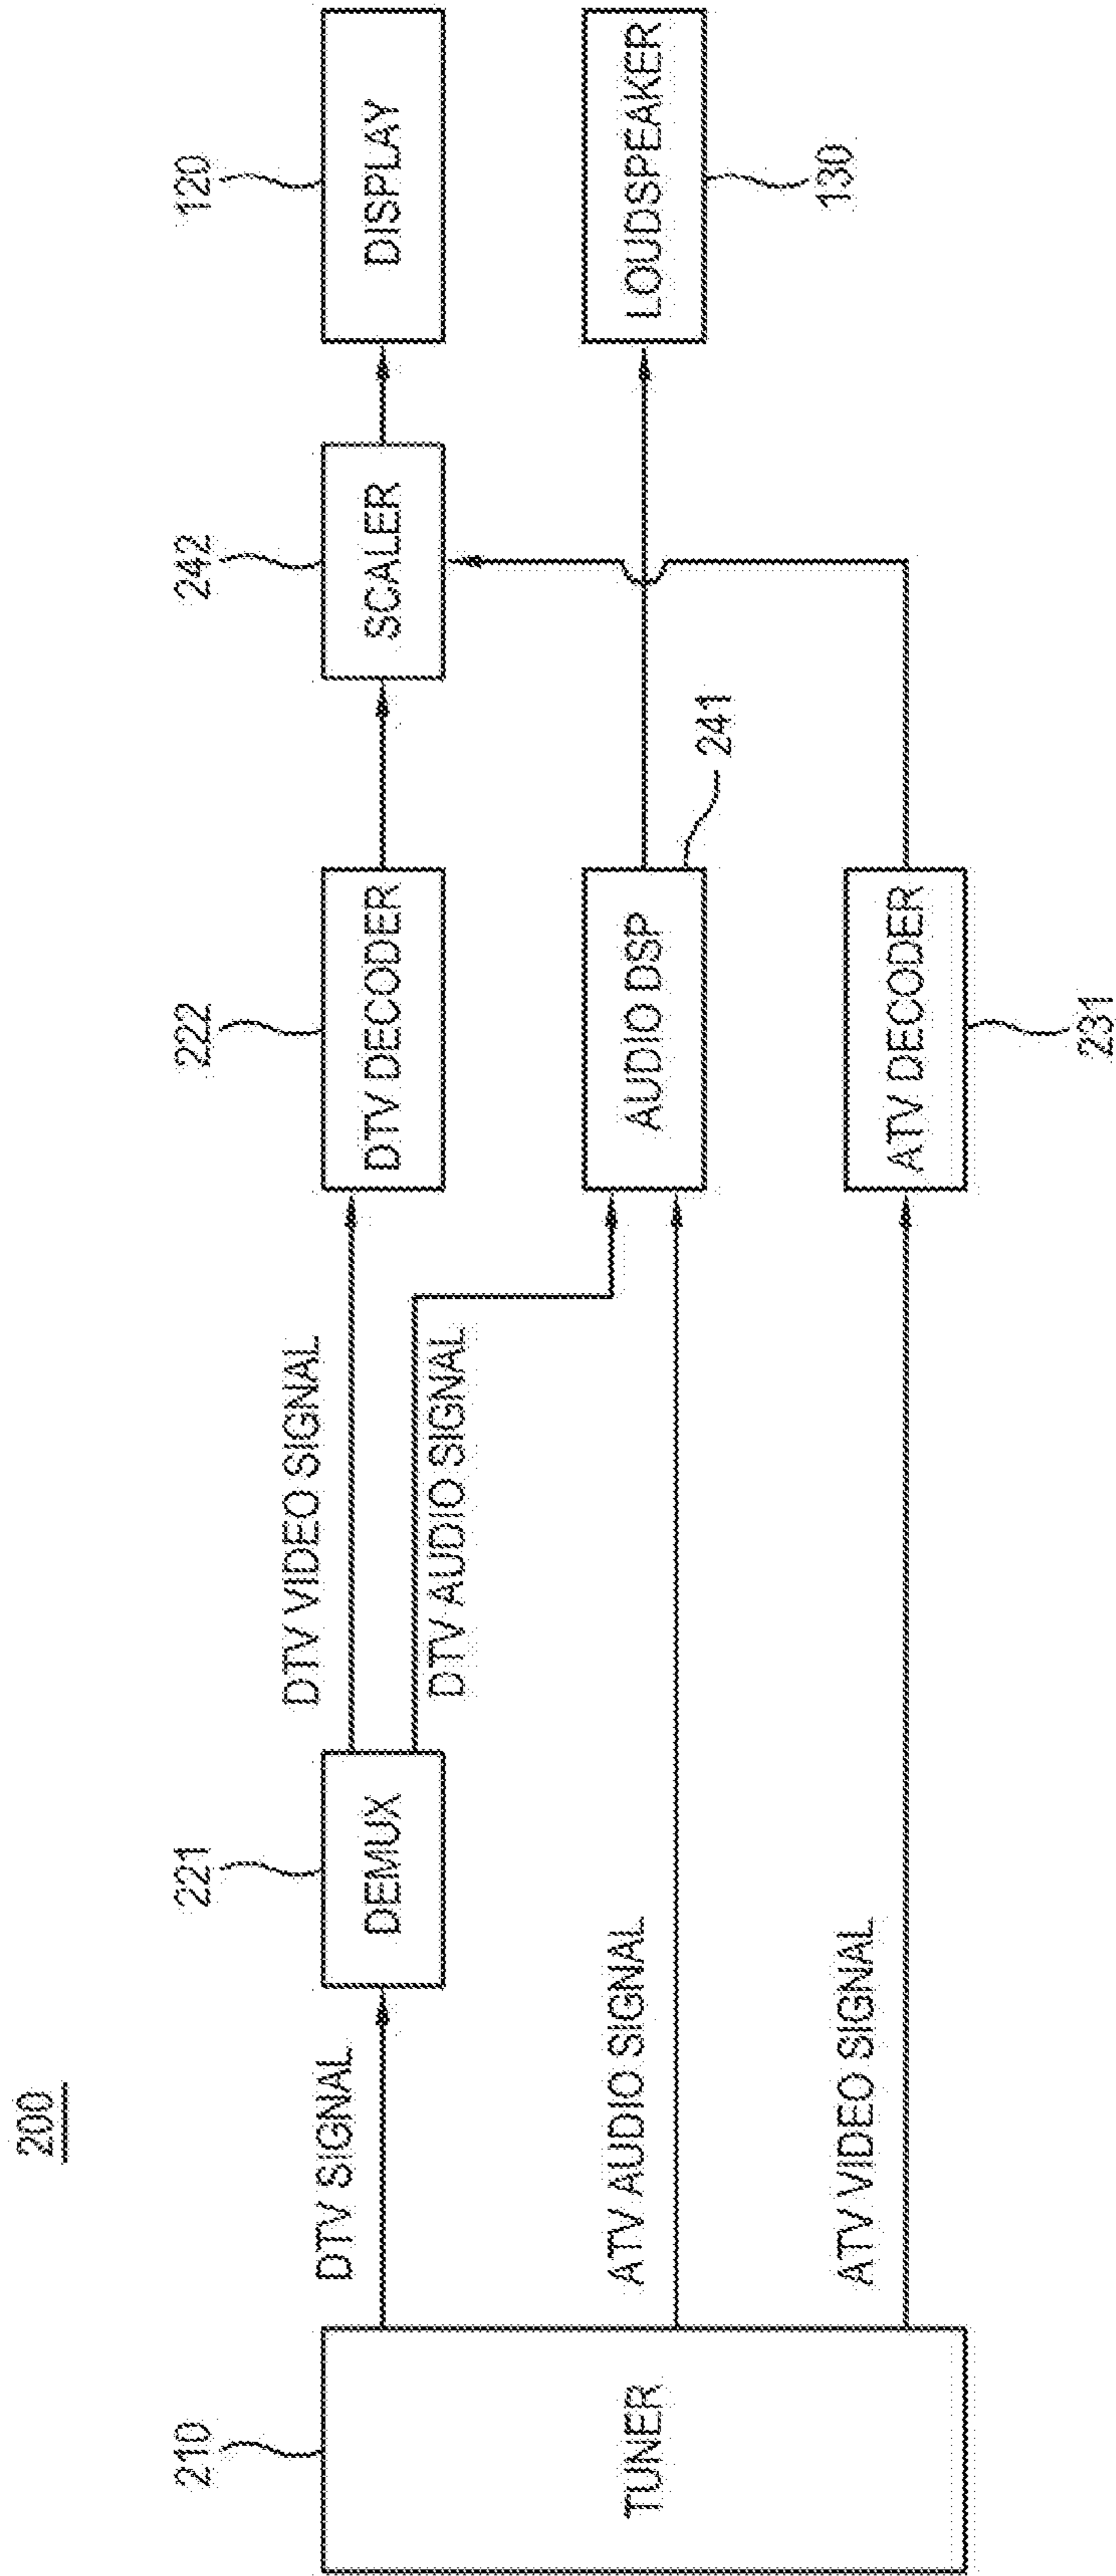 200
210
TUNER
DTV SIGNAL
ATV AUDIO SIGNAL
ATV VIDEO SIGNAL
221
DEMUX
DTV VIDEO SIGNAL
DTV AUDIO SIGNAL
222
DTV DECODER
AUDIO DSP
241
ATV DECODER
231
242
SCALER
120
DISPLAY
LOUDSPEAKER
130